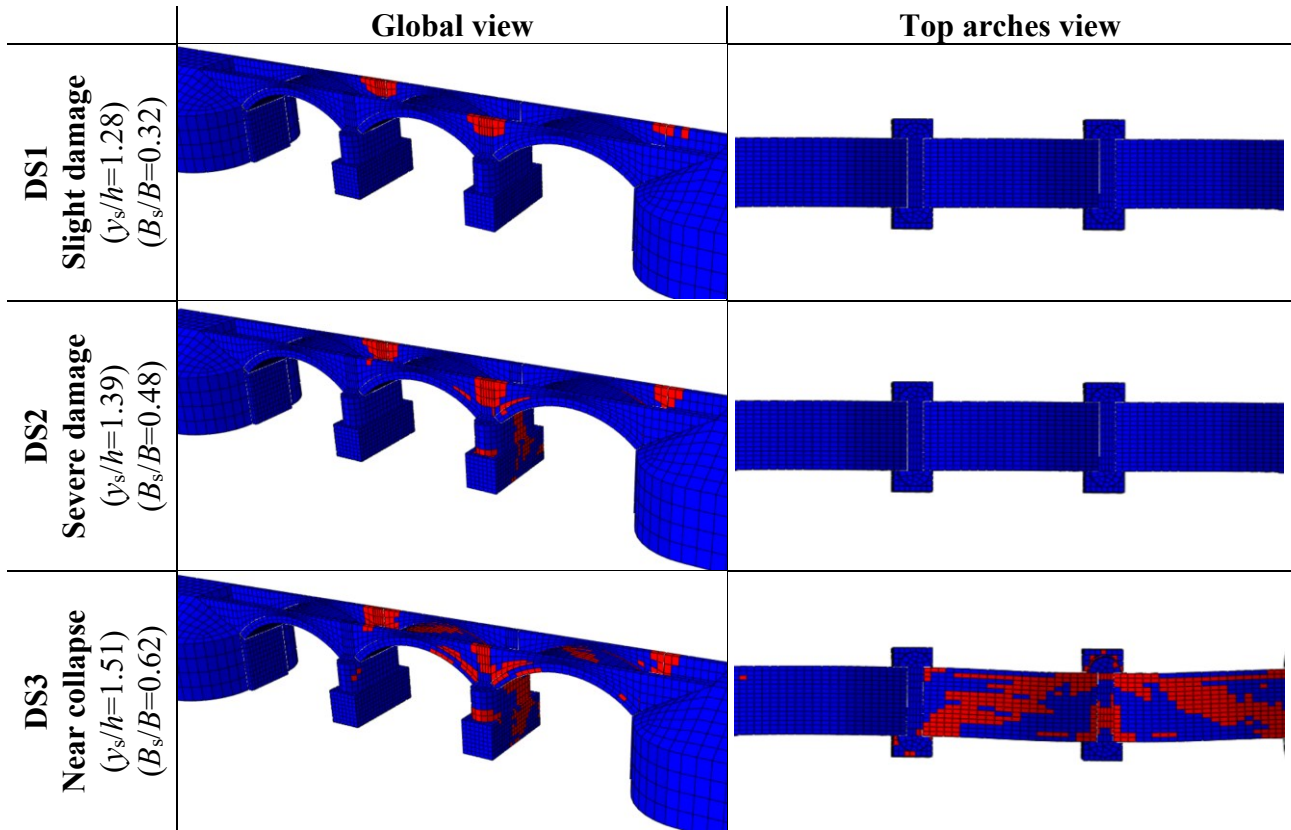 Global view
Top arches view
DS1
Slight damage
(yₛ/h=1.28)
(Bₛ/B=0.32)
DS2
Severe damage
(yₛ/h=1.39)
(Bₛ/B=0.48)
DS3
Near collapse
(yₛ/h=1.51)
(Bₛ/B=0.62)